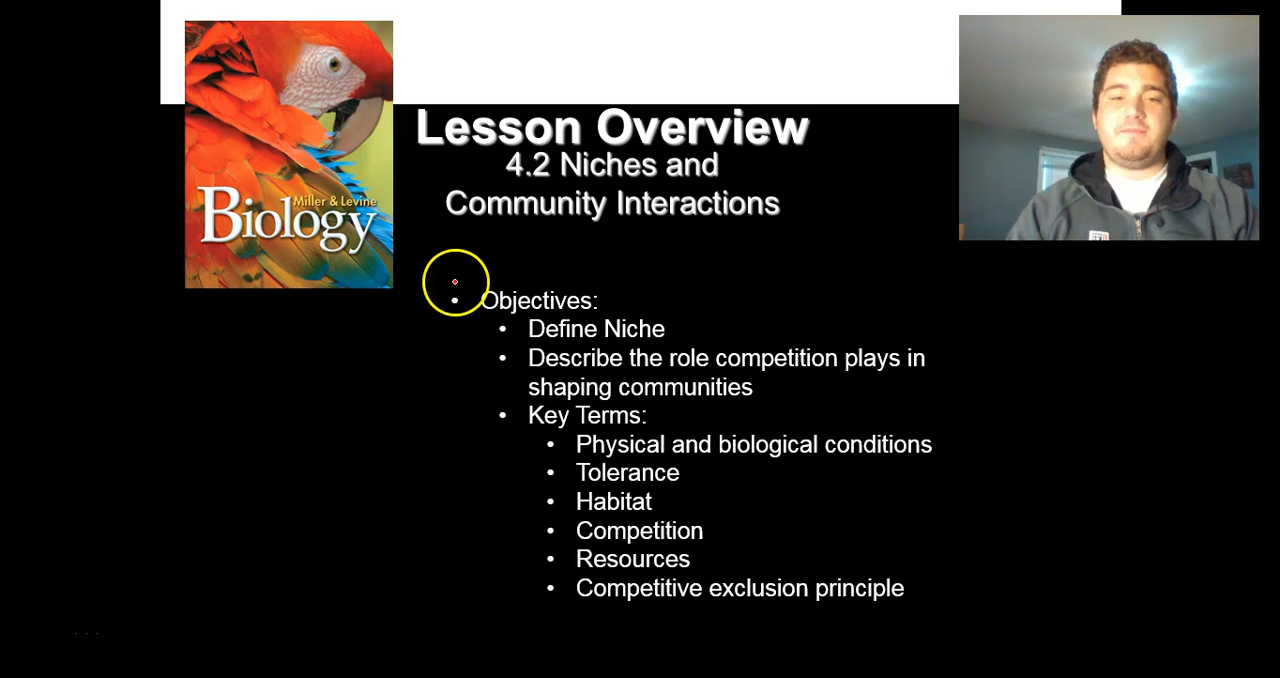 Miller & Levine
Biology
Lesson Overview
4.2 Niches and
Community Interactions
• Objectives:
• Define Niche
• Describe the role competition plays in
shaping communities
• Key Terms:
• Physical and biological conditions
• Tolerance
• Habitat
• Competition
• Resources
• Competitive exclusion principle